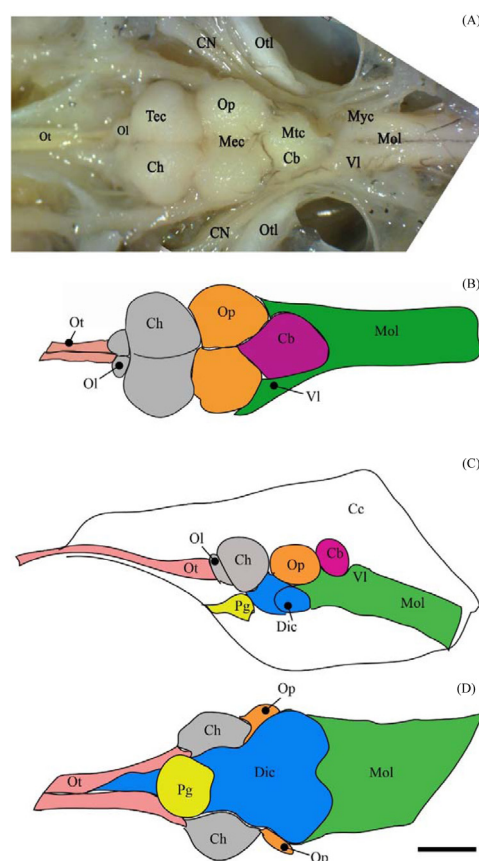 (A)
CN Otl
Tec Op Myc
Ot Ol Mtc Mol
Mec
Ch Cb Vl
CN Otl
(B)
Ot Ch Op
Cb Mol
Ol
Vl
(C)
Cc
Ol Ch Cb
Ot Op Vl
Pg Mol
Dic
(D)
Op
Ch
Ot Dic Mol
Pg
Ch
Op